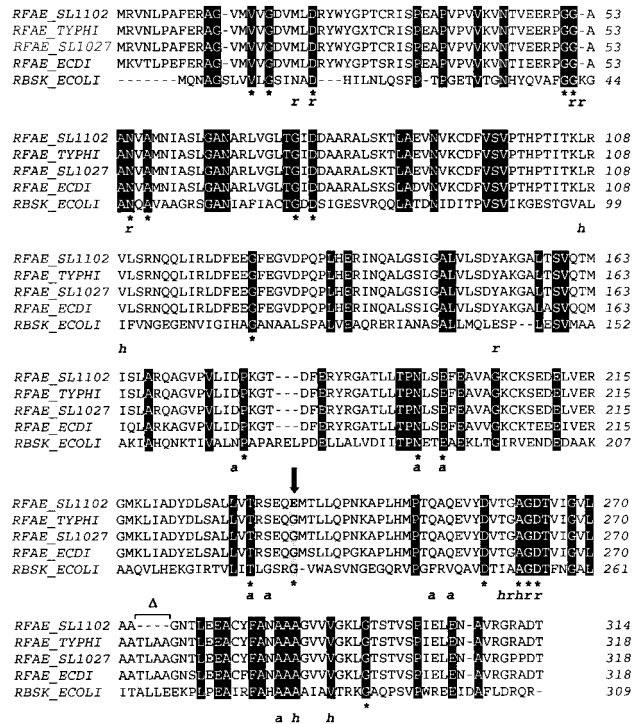 RFAE_SL1102 MRVNLPAFERAG-VMVVGDVMLDRYWYGPTCRISPEAPVPVVKVNTVEERPGG-A 53
RFAE_TYPHI MRVNLPAFERAG-VMVVGDVMLDRYWYGPTCRISPEAPVPVVKVNTVEERPGG-A 53
RFAE_SL1027 MRVNLPAFERAG-VMVVGDVMLDRYWYGPTCRISPEAPVPVVKVNTVEERPGG-A 53
RFAE_ECDI MKVTLPEFERAG-VMVVGDVMLDRYWYGPTSRISPEAPVPVVKVNTIEERPGG-A 53
RBSK_ECOLI -------MQNAGSLVVLGSINAD----HILNLQSFP-TPGETVTGNHYQVAFGGKG 44
* * r * r * * r r
RFAE_SL1102 ANVAMNIASLGANARLVGLTGIDDAARALSKTLAEVNVKCDFVSVPTHPTITKLR 108
RFAE_TYPHI ANVAMNIASLGANARLVGLTGIDDAARALSKTLAEVNVKCDFVSVPTHPTITKLR 108
RFAE_SL1027 ANVAMNIASLGANARLVGLTGIDDAARALSKTLAEVNVKCDFVSVPTHPTITKLR 108
RFAE_ECDI ANVAMNIASLGANARLVGLTGIDDAARALSKSLADVNVKCDFVSVPTHPTITKLR 108
RBSK_ECOLI ANQAVAAGRSGANIAFIACTGDDSIGESVRQQLATDNIDITPVSVIKGESTGVAL 99
* * * *
r h
RFAE_SL1102 VLSRNQQLIRLDFEEGFEGVDPQPLHERINQALGSIGALVLSDYAKGALTSVQTM 163
RFAE_TYPHI VLSRNQQLIRLDFEEGFEGVDPQPLHERINQALGSIGALVLSDYAKGALTSVQTM 163
RFAE_SL1027 VLSRNQQLIRLDFEEGFEGVDPQPLHERINQALGSIGALVLSDYAKGALTSVQTM 163
RFAE_ECDI VLSRNQQLIRLDFEEGFEGVDPQPLHERINQALSSIGALVLSDYAKGALASVQQM 163
RBSK_ECOLI IFVNGEGENVIGIHAGANAALSPALVEAQRERIANASALLMQLESP--LESVMAA 152
*
h r
RFAE_SL1102 ISLARQAGVPVLIDPKGT---DFERYRGATLLTPNLSEFEAVAGKCKSEDELVER 215
RFAE_TYPHI ISLARQAGVPVLIDPKGT---DFERYRGATLLTPNLSEFEAVAGKCKSEDELVER 215
RFAE_SL1027 ISLARQAGVPVLIDPKGT---DFERYRGATLLTPNLSEFEAVAGKCKSEDELVER 215
RFAE_ECDI IQLARKAGVPVLIDPKGT---DFERYRGATLLTPNLSEFEAVVGKCKTEEEIVER 215
RBSK_ECOLI AKIAHQNKTIVALNPAPARELPDELLALVDIITPNETEAEKLTGIRVENDEDAAK 207
* * *
a a a
RFAE_SL1102 GMKLIADYDLSALLVTRSEQEMTLLQPNKAPLHMPTQAQEVYDVTGAGDTVIGVL 270
RFAE_TYPHI GMKLIADYDLSALLVTRSEQGMTLLQPNKAPLHMPTQAQEVYDVTGAGDTVIGVL 270
RFAE_SL1027 GMKLIADYDLSALLVTRSEQGMTLLQPNKAPLHMPTQAQEVYDVTGAGDTVIGVL 270
RFAE_ECDI GMKLIADYELSALLVTRSEQGMSLLQPGKAPLHMPTQAQEVYDVTGAGDTVIGVL 270
RBSK_ECOLI AAQVLHEKGIRTVLITLGSRG-VWASVNGEGQRVPGFRVQAVDTIAAGDTFNGAL 261
* * * * * *
a a a a hrhrr
Δ
RFAE_SL1102 AA----GNTLEEACYFANAAAGVVVGKLGTSTVSPIELEN-AVRGRADT 314
RFAE_TYPHI AATLAAGNTLEEACYFANAAAGVVVGKLGTSTVSPIELEN-AVRGRADT 318
RFAE_SL1027 AATLAAGNTLEEACYFANAAAGVVVGKLGTSTVSPIELEN-AVRGPPDT 318
RFAE_ECDI AATLAAGNSLEEACFFANAAAGVVVGKLGTSTVSPIELEN-AVRGRADT 318
RBSK_ECOLI ITALLEEKPLPEAIRFAHAAAAIAVTRKGAQPSVPWREEIDAFLDRQR- 309
*
a h h